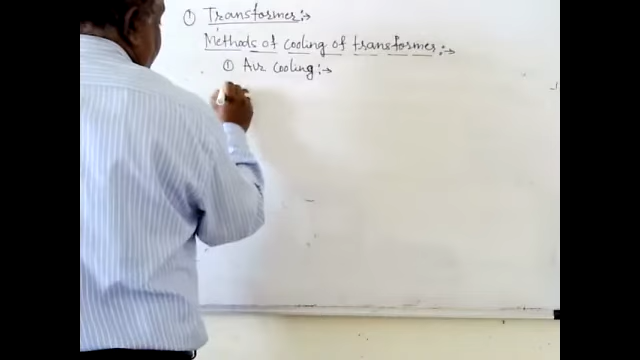 ① Transformer :→
Methods of cooling of transformer :→
① Air cooling :→